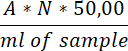 A * N * 50,00
ml of sample